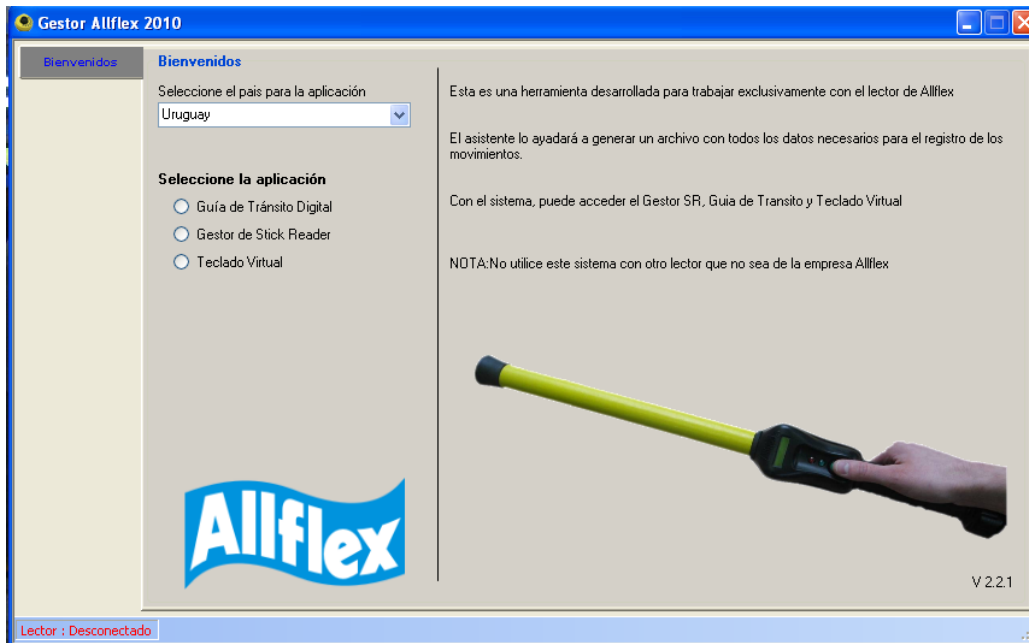 Gestor Allflex 2010
Bienvenidos
Bienvenidos
Seleccione el pais para la aplicación
Uruguay
Seleccione la aplicación
Guía de Tránsito Digital
Gestor de Stick Reader
Teclado Virtual
Esta es una herramienta desarrollada para trabajar exclusivamente con el lector de Allflex
El asistente lo ayadará a generar un archivo con todos los datos necesarios para el registro de los
movimientos.
Con el sistema, puede acceder el Gestor SR, Guia de Transito y Teclado Virtual
NOTA:No utilice este sistema con otro lector que no sea de la empresa Allflex
Allflex
V 2.2.1
Lector : Desconectado